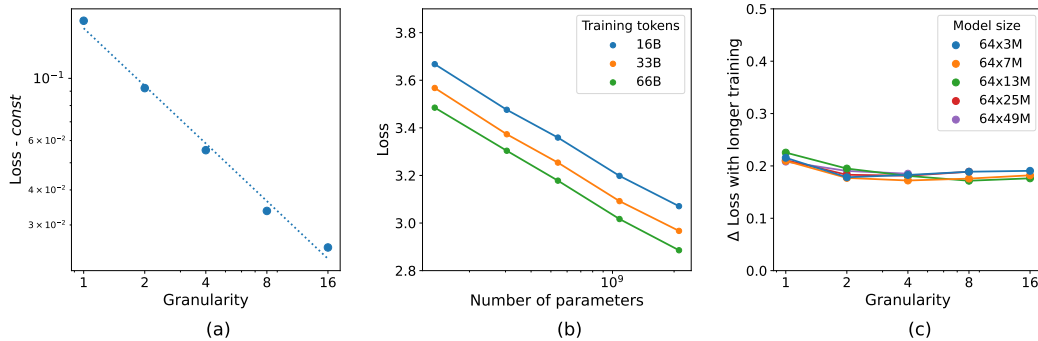 Loss - const
10⁻¹
6 × 10⁻²
4 × 10⁻²
3 × 10⁻²
1
2
4
8
16
Granularity
(a)
Loss
3.8
3.6
3.4
3.2
3.0
2.8
Training tokens
16B
33B
66B
10⁹
Number of parameters
(b)
Δ Loss with longer training
0.5
0.4
0.3
0.2
0.1
0.0
Model size
64x3M
64x7M
64x13M
64x25M
64x49M
1
2
4
8
16
Granularity
(c)